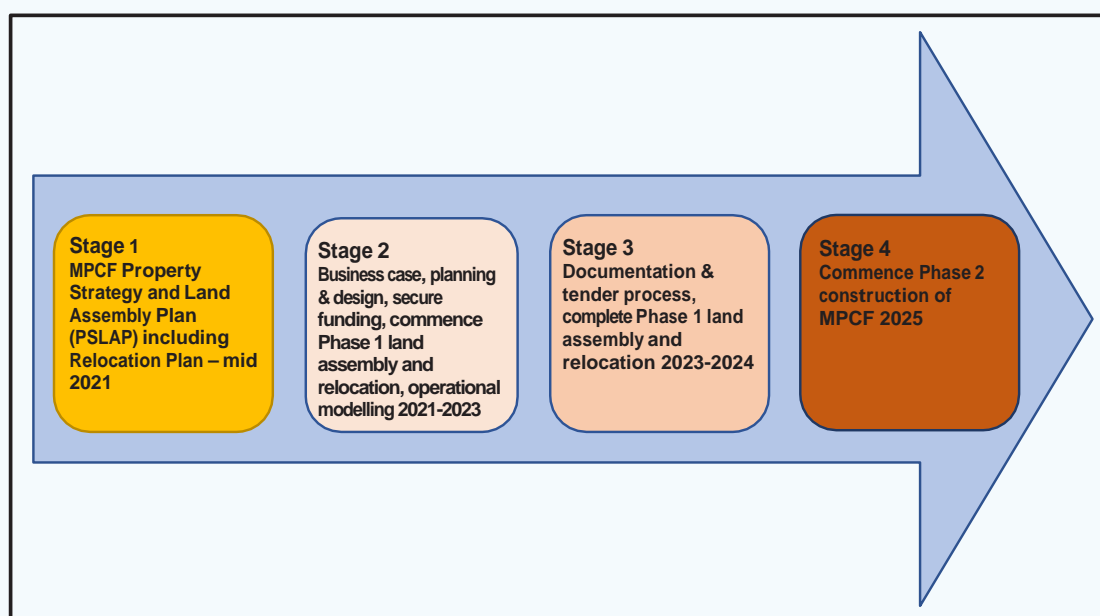 Stage 1
MPCF Property
Strategy and Land
Assembly Plan
(PSLAP) including
Relocation Plan – mid
2021
Stage 2
Business case, planning
& design, secure
funding, commence
Phase 1 land
assembly and
relocation, operational
modelling 2021-2023
Stage 3
Documentation &
tender process,
complete Phase 1 land
assembly and
relocation 2023-2024
Stage 4
Commence Phase 2
construction of
MPCF 2025